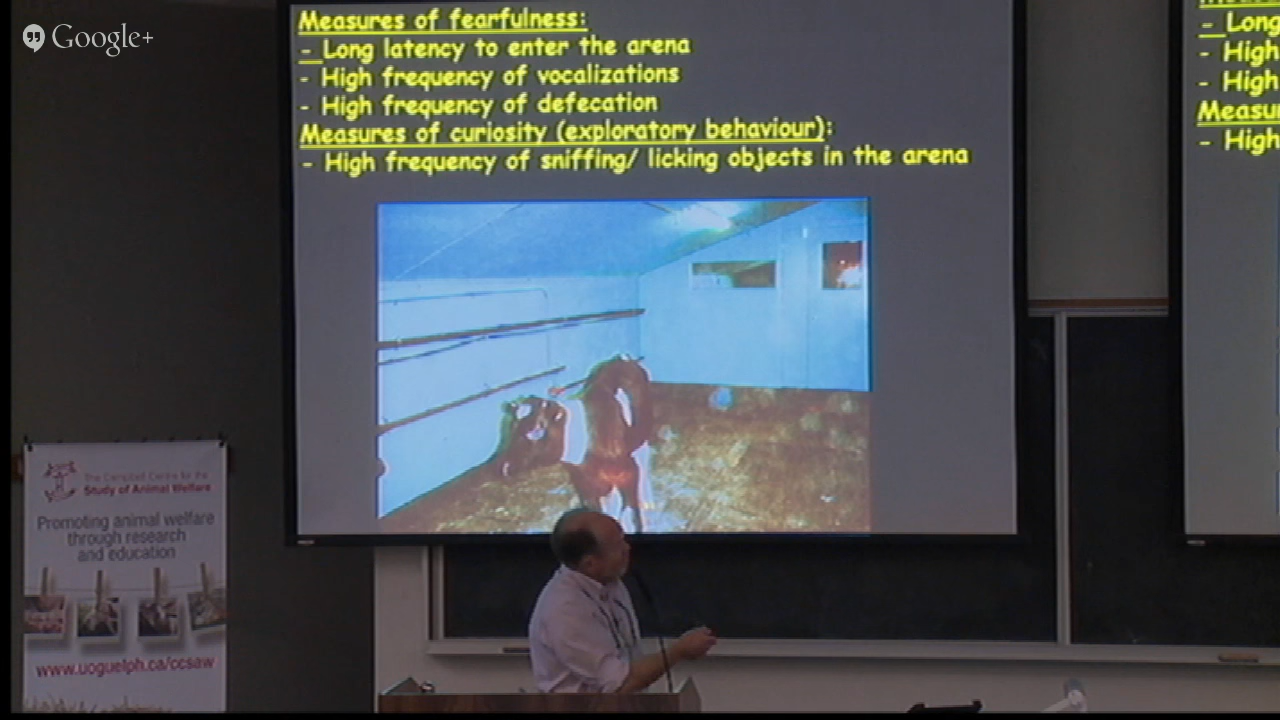 Google+
Measures of fearfulness:
- Long latency to enter the arena
- High frequency of vocalizations
- High frequency of defecation
Measures of curiosity (exploratory behaviour):
- High frequency of sniffing/ licking objects in the arena
- Long
- High
- High
Measu
- High
The Campbell Centre for the
Study of Animal Welfare
Promoting animal welfare
through research
and education
www.uoguelph.ca/ccsaw